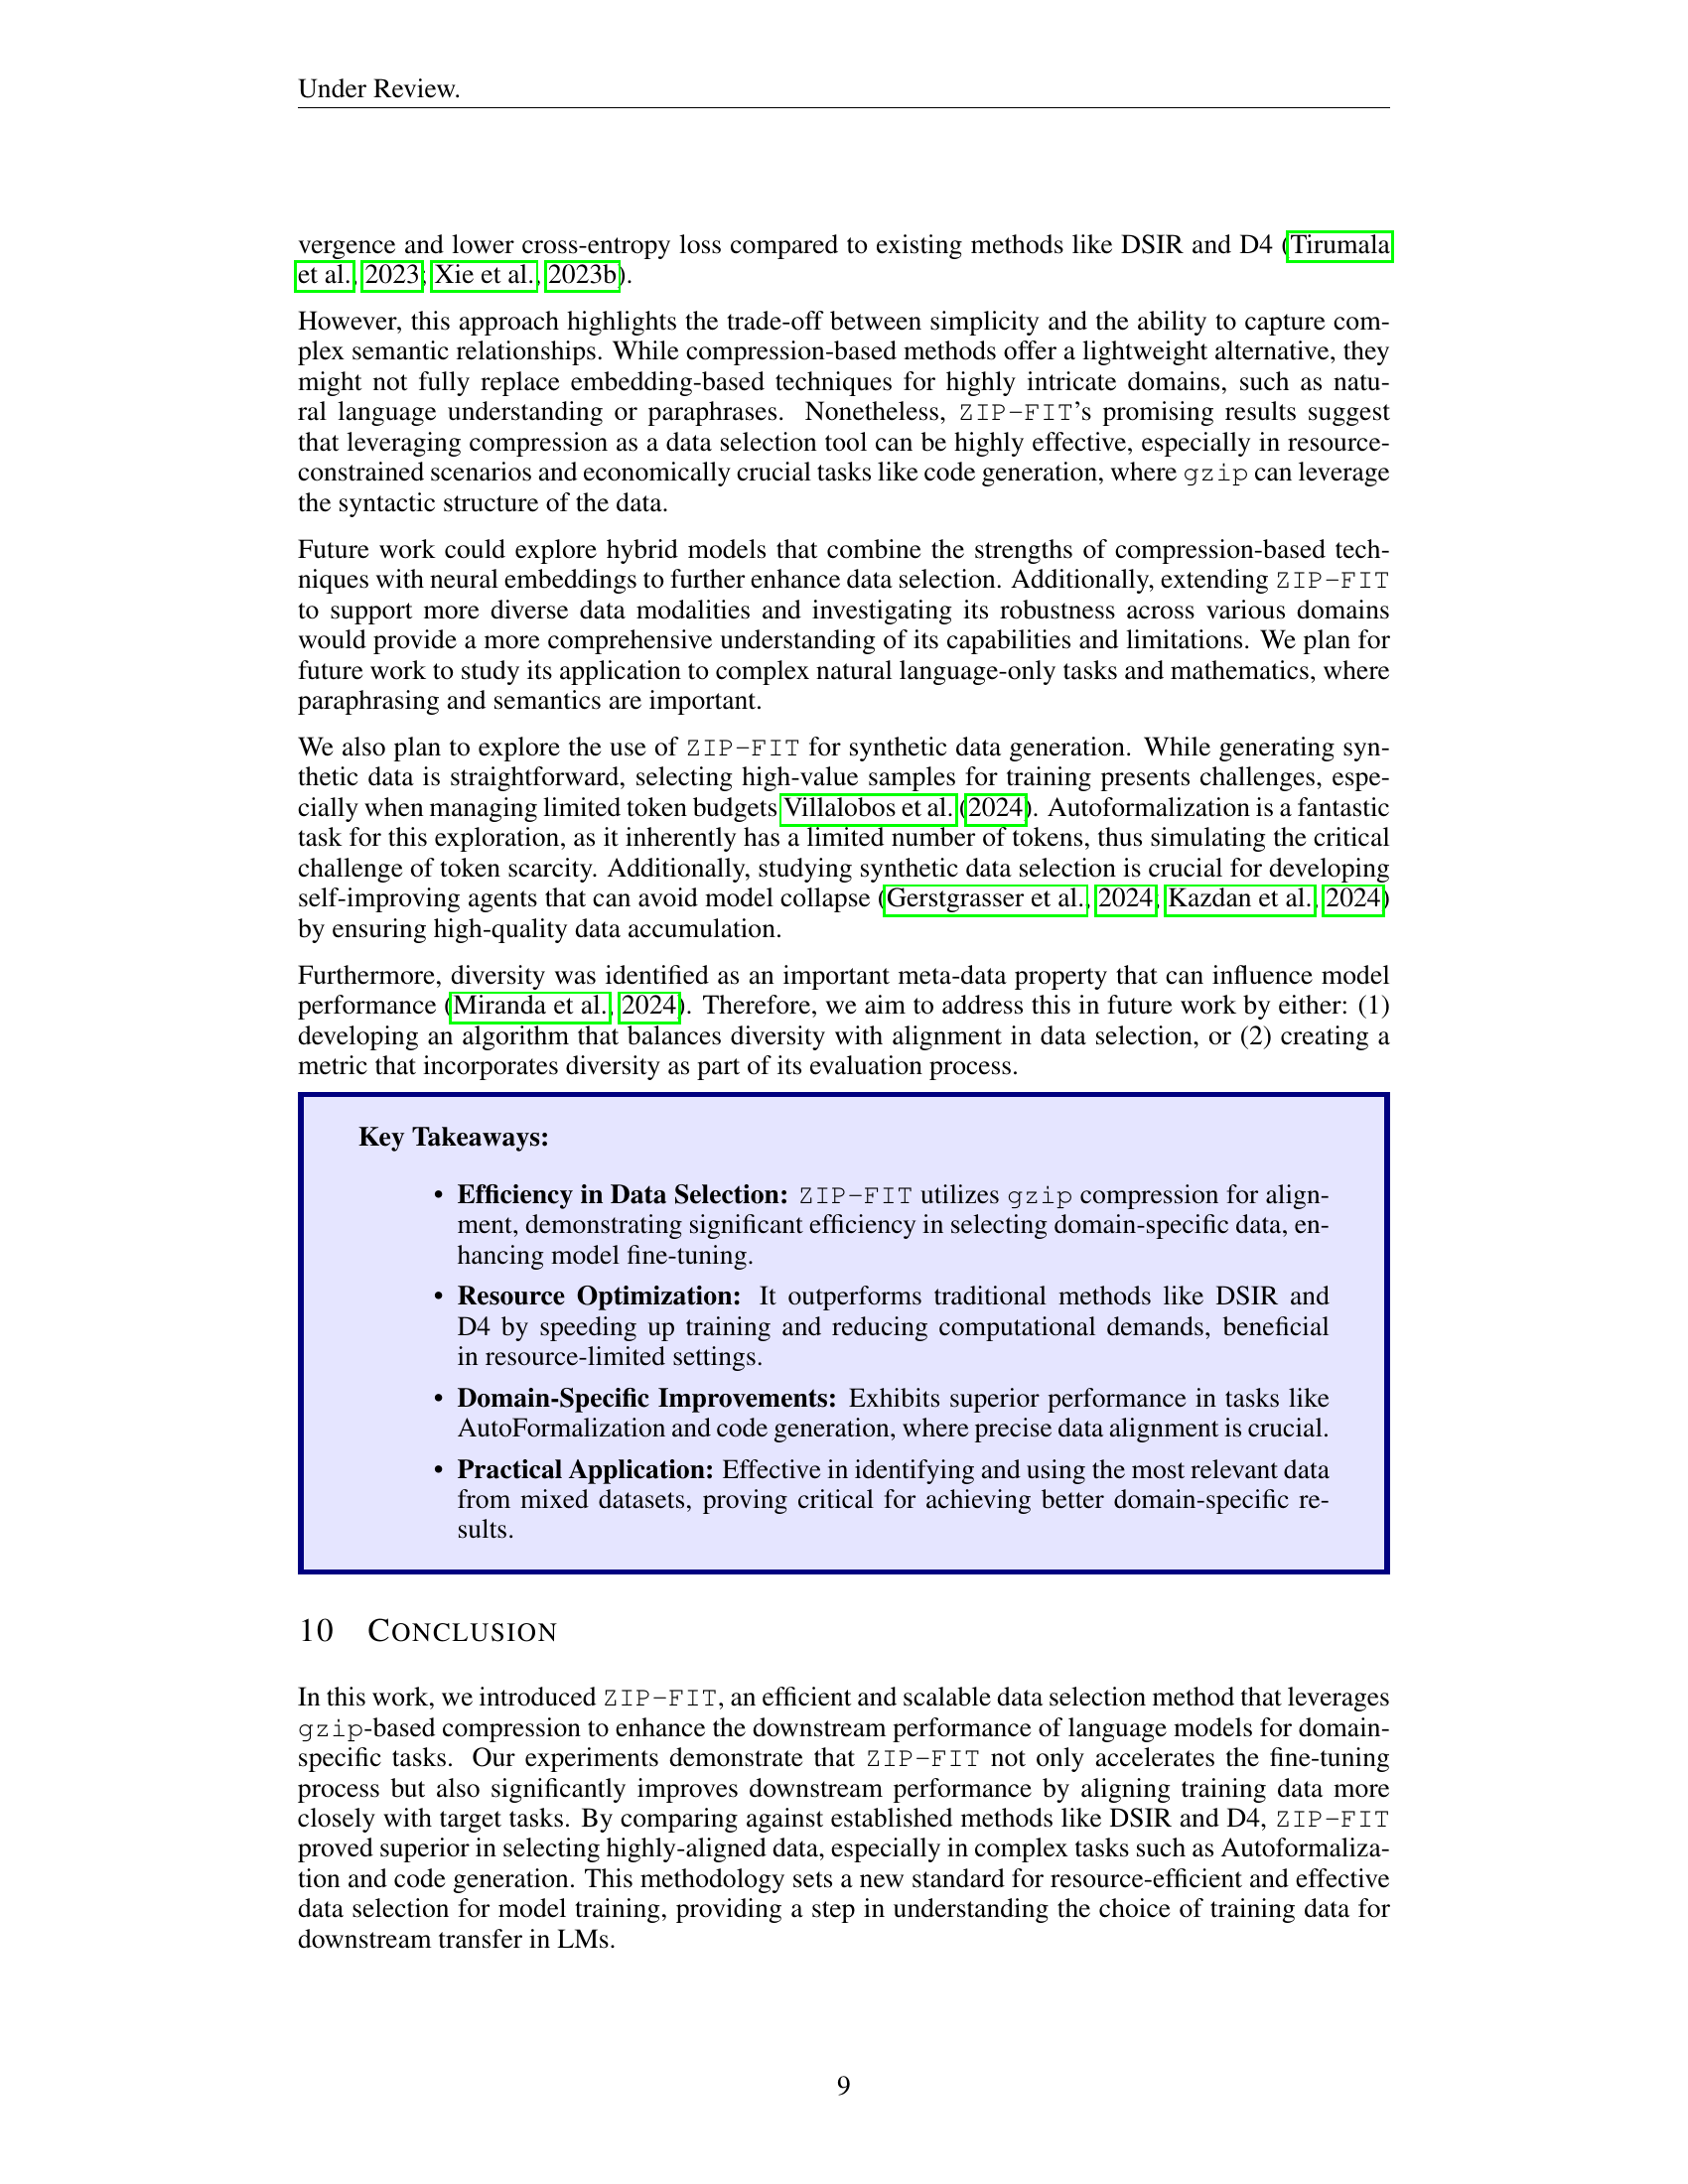 Under Review.
vergence and lower cross-entropy loss compared to existing methods like DSIR and D4 (Tirumala
et al., 2023; Xie et al., 2023b).
However, this approach highlights the trade-off between simplicity and the ability to capture com-
plex semantic relationships. While compression-based methods offer a lightweight alternative, they
might not fully replace embedding-based techniques for highly intricate domains, such as natu-
ral language understanding or paraphrases. Nonetheless, ZIP-FIT's promising results suggest
that leveraging compression as a data selection tool can be highly effective, especially in resource-
constrained scenarios and economically crucial tasks like code generation, where gzip can leverage
the syntactic structure of the data.
Future work could explore hybrid models that combine the strengths of compression-based tech-
niques with neural embeddings to further enhance data selection. Additionally, extending ZIP-FIT
to support more diverse data modalities and investigating its robustness across various domains
would provide a more comprehensive understanding of its capabilities and limitations. We plan for
future work to study its application to complex natural language-only tasks and mathematics, where
paraphrasing and semantics are important.
We also plan to explore the use of ZIP-FIT for synthetic data generation. While generating syn-
thetic data is straightforward, selecting high-value samples for training presents challenges, espe-
cially when managing limited token budgets Villalobos et al. (2024). Autoformalization is a fantastic
task for this exploration, as it inherently has a limited number of tokens, thus simulating the critical
challenge of token scarcity. Additionally, studying synthetic data selection is crucial for developing
self-improving agents that can avoid model collapse (Gerstgrasser et al., 2024; Kazdan et al., 2024)
by ensuring high-quality data accumulation.
Furthermore, diversity was identified as an important meta-data property that can influence model
performance (Miranda et al., 2024). Therefore, we aim to address this in future work by either: (1)
developing an algorithm that balances diversity with alignment in data selection, or (2) creating a
metric that incorporates diversity as part of its evaluation process.
Key Takeaways:
• Efficiency in Data Selection: ZIP-FIT utilizes gzip compression for align-
ment, demonstrating significant efficiency in selecting domain-specific data, en-
hancing model fine-tuning.
• Resource Optimization: It outperforms traditional methods like DSIR and
D4 by speeding up training and reducing computational demands, beneficial
in resource-limited settings.
• Domain-Specific Improvements: Exhibits superior performance in tasks like
AutoFormalization and code generation, where precise data alignment is crucial.
• Practical Application: Effective in identifying and using the most relevant data
from mixed datasets, proving critical for achieving better domain-specific re-
sults.
10 CONCLUSION
In this work, we introduced ZIP-FIT, an efficient and scalable data selection method that leverages
gzip-based compression to enhance the downstream performance of language models for domain-
specific tasks. Our experiments demonstrate that ZIP-FIT not only accelerates the fine-tuning
process but also significantly improves downstream performance by aligning training data more
closely with target tasks. By comparing against established methods like DSIR and D4, ZIP-FIT
proved superior in selecting highly-aligned data, especially in complex tasks such as Autoformaliza-
tion and code generation. This methodology sets a new standard for resource-efficient and effective
data selection for model training, providing a step in understanding the choice of training data for
downstream transfer in LMs.
9